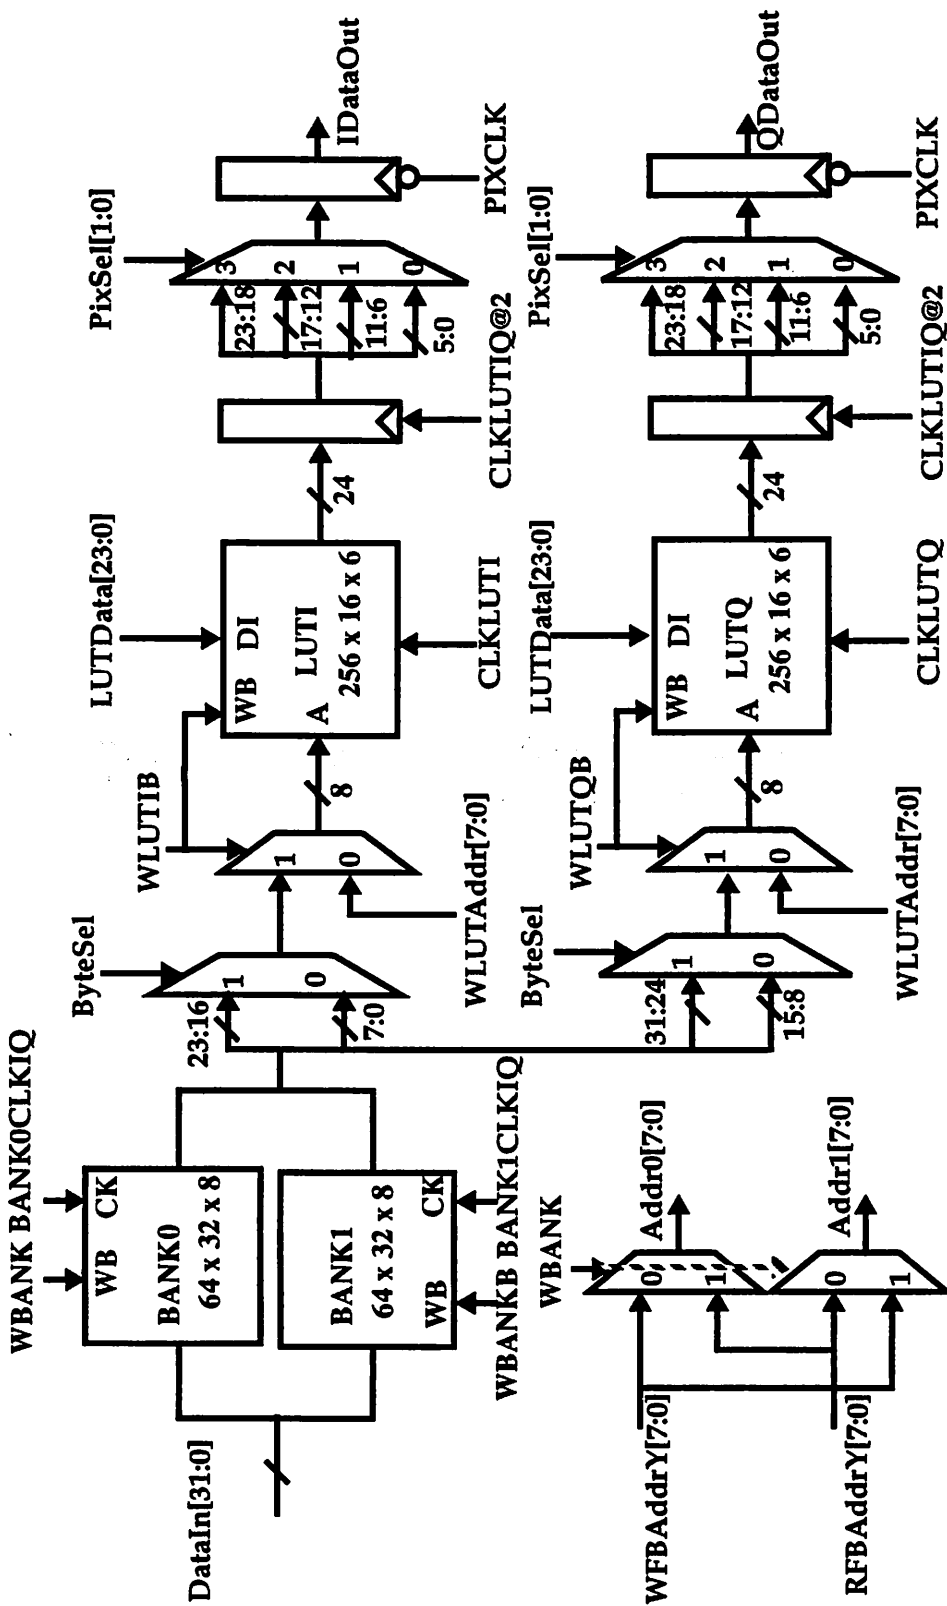 WBANK BANK0CLKIQ
WB CK
BANK0
64 x 32 x 8
DataIn[31:0]
BANK1
64 x 32 x 8
WB CK
WBANKB BANK1CLKIQ
ByteSel
23:16
1
0
7:0
WLUTIB
1
0
WLUTAddr[7:0]
8
LUTData[23:0]
WB DI
LUTI
A
256 x 16 x 6
CLKLUTI
24
CLKLUTIQ@2
PixSel[1:0]
23:18
17:12
11:6
5:0
3
2
1
0
IDataOut
PIXCLK
WBANK
WFBAddrY[7:0]
RFBAddrY[7:0]
0
1
0
1
Addr0[7:0]
Addr1[7:0]
ByteSel
31:24
1
0
15:8
WLUTQB
1
0
WLUTAddr[7:0]
8
LUTData[23:0]
WB DI
LUTQ
A
256 x 16 x 6
CLKLUTQ
24
CLKLUTIQ@2
PixSel[1:0]
23:18
17:12
11:6
5:0
3
2
1
0
QDataOut
PIXCLK